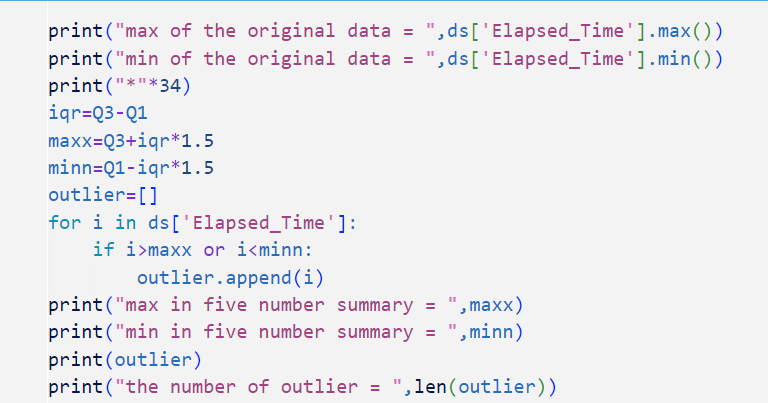 print("max of the original data = ",ds['Elapsed_Time'].max())
print("min of the original data = ",ds['Elapsed_Time'].min())
print("*"*34)
iqr=Q3-Q1
maxx=Q3+iqr*1.5
minn=Q1-iqr*1.5
outlier=[]
for i in ds['Elapsed_Time']:
    if i>maxx or i<minn:
        outlier.append(i)
print("max in five number summary = ",maxx)
print("min in five number summary = ",minn)
print(outlier)
print("the number of outlier = ",len(outlier))